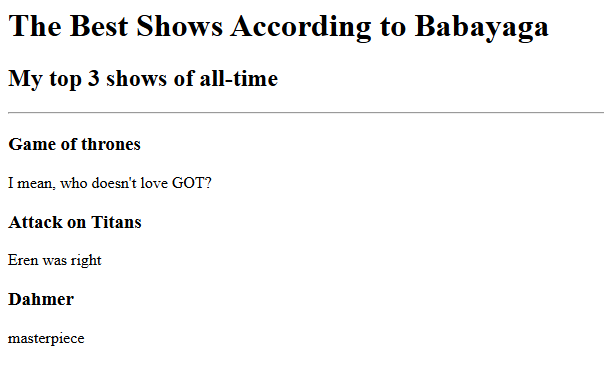 The Best Shows According to Babayaga
My top 3 shows of all-time
Game of thrones
I mean, who doesn't love GOT?
Attack on Titans
Eren was right
Dahmer
masterpiece